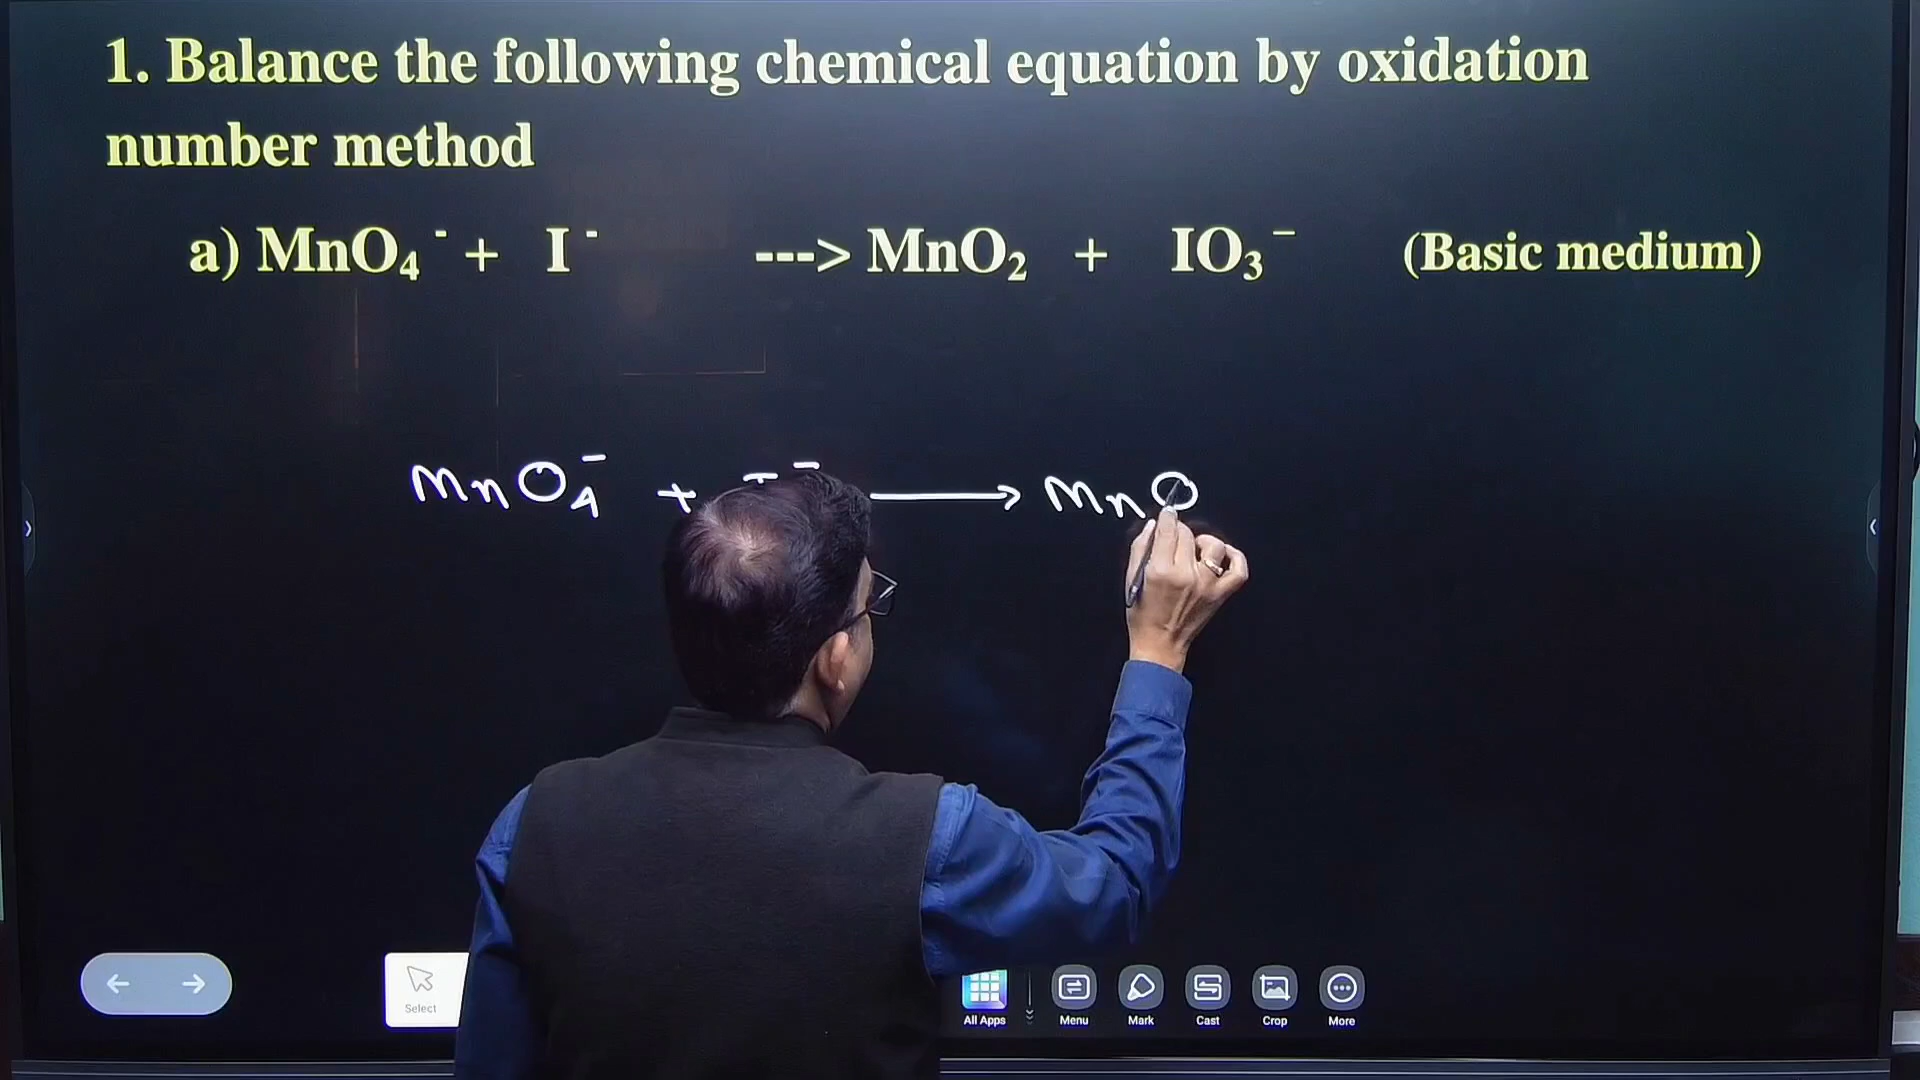 1. Balance the following chemical equation by oxidation
number method
a) MnO₄⁻ + I⁻ ---> MnO₂ + IO₃⁻ (Basic medium)
MnO₄⁻ + ⁻ ⟶ MnO
Select
All Apps
Menu
Mark
Cast
Crop
More